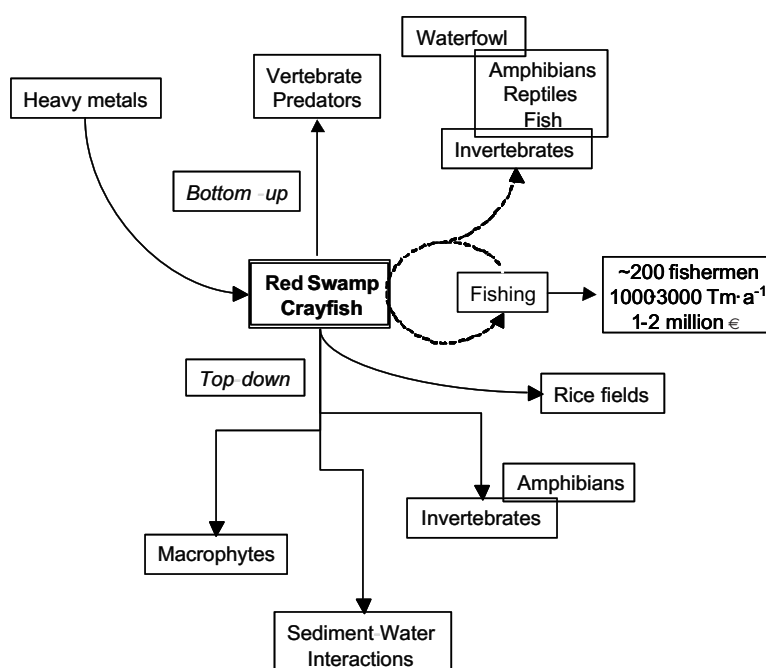 Waterfowl
Vertebrate
Predators
Amphibians
Reptiles
Fish
Heavy metals
Invertebrates
Bottom-up
Red Swamp
Crayfish
Fishing
~200 fishermen
1000-3000 Tm·a⁻¹
1-2 million €
Top-down
Rice fields
Amphibians
Invertebrates
Macrophytes
Sediment-Water
Interactions